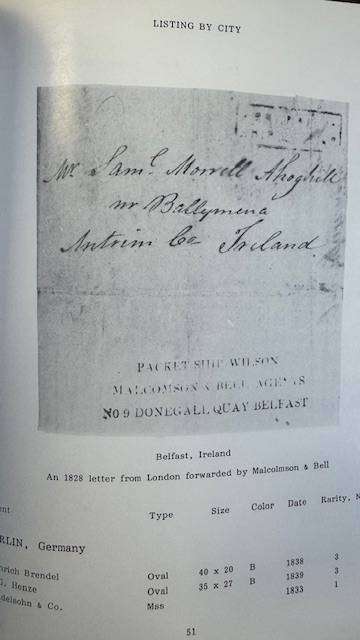 LISTING BY CITY
Mr. Saml. Morrell Ahoghill
nr Ballymena
Antrim Co Ireland
PACKET SHIP WILSON
MALCOMSON & BELL AGENTS
NO 9 DONEGALL QUAY BELFAST
Belfast, Ireland
An 1828 letter from London forwarded by Malcolmson & Bell
Type Size Color Date Rarity,
RLIN, Germany
nrich Brendel Oval 40 x 20 B 1838 3
Henze Oval 35 x 27 B 1839 3
delsohn & Co. Mss 1833 1
51